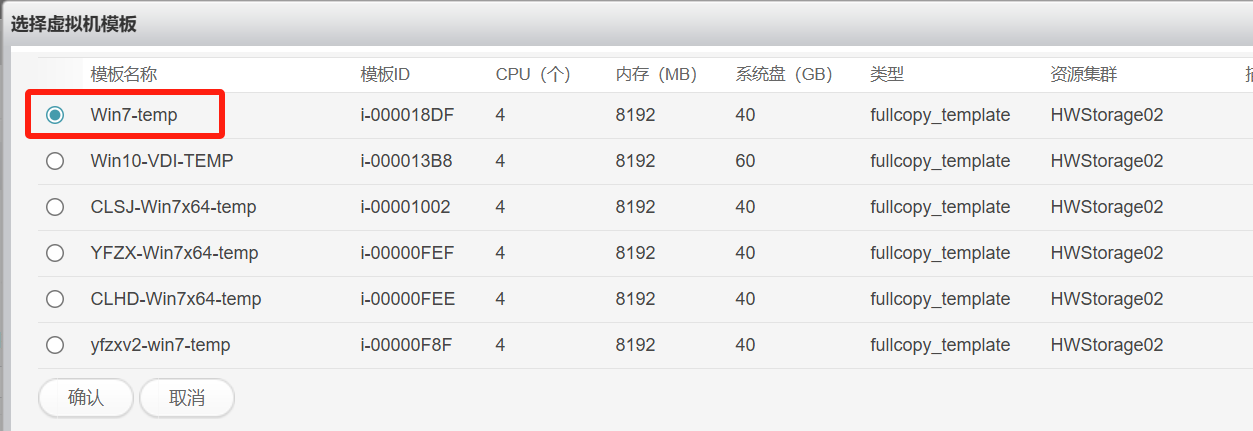 选择虚拟机模板
模板名称 模板ID CPU（个） 内存（MB） 系统盘（GB） 类型 资源集群
Win7-temp i-000018DF 4 8192 40 fullcopy_template HWStorage02
Win10-VDI-TEMP i-000013B8 4 8192 60 fullcopy_template HWStorage02
CLSJ-Win7x64-temp i-00001002 4 8192 40 fullcopy_template HWStorage02
YFZX-Win7x64-temp i-00000FEF 4 8192 40 fullcopy_template HWStorage02
CLHD-Win7x64-temp i-00000FEE 4 8192 40 fullcopy_template HWStorage02
yfzxv2-win7-temp i-00000F8F 4 8192 40 fullcopy_template HWStorage02
确认 取消